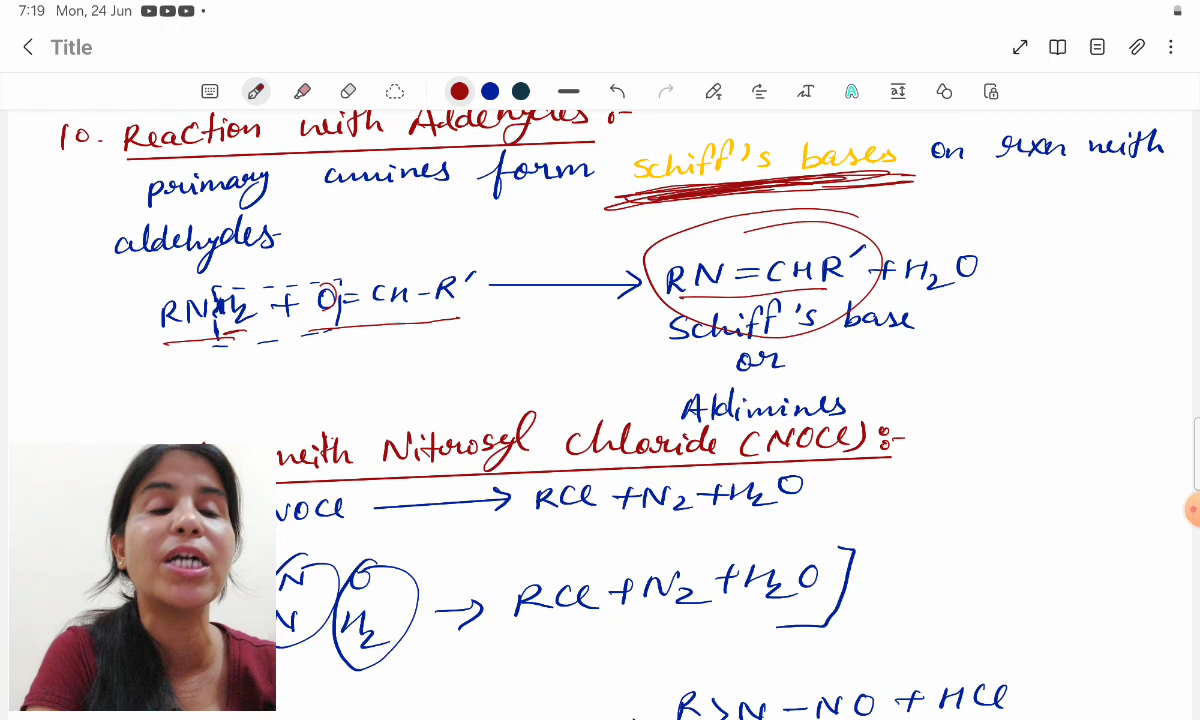 7:19 Mon, 24 Jun
Title
10. Reaction with Aldehydes :-
primary amines form Schiff's bases on rxn with
aldehydes
RNH2 + O = CH - R′ → RN = CHR′ + H2O
Schiff's base
or
Aldimines
with Nitrosyl Chloride (NOCl) :-
NOCl → RCl + N2 + H2O
N O
N H2 → RCl + N2 + H2O ]
R > N - NO + HCl